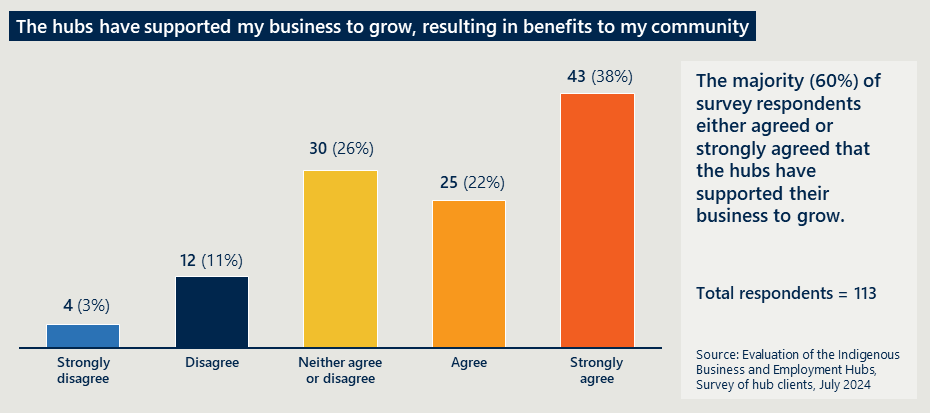 The hubs have supported my business to grow, resulting in benefits to my community
4 (3%)
12 (11%)
30 (26%)
25 (22%)
43 (38%)
Strongly
disagree
Disagree
Neither agree
or disagree
Agree
Strongly
agree
The majority (60%) of
survey respondents
either agreed or
strongly agreed that
the hubs have
supported their
business to grow.
Total respondents = 113
Source: Evaluation of the Indigenous
Business and Employment Hubs,
Survey of hub clients, July 2024